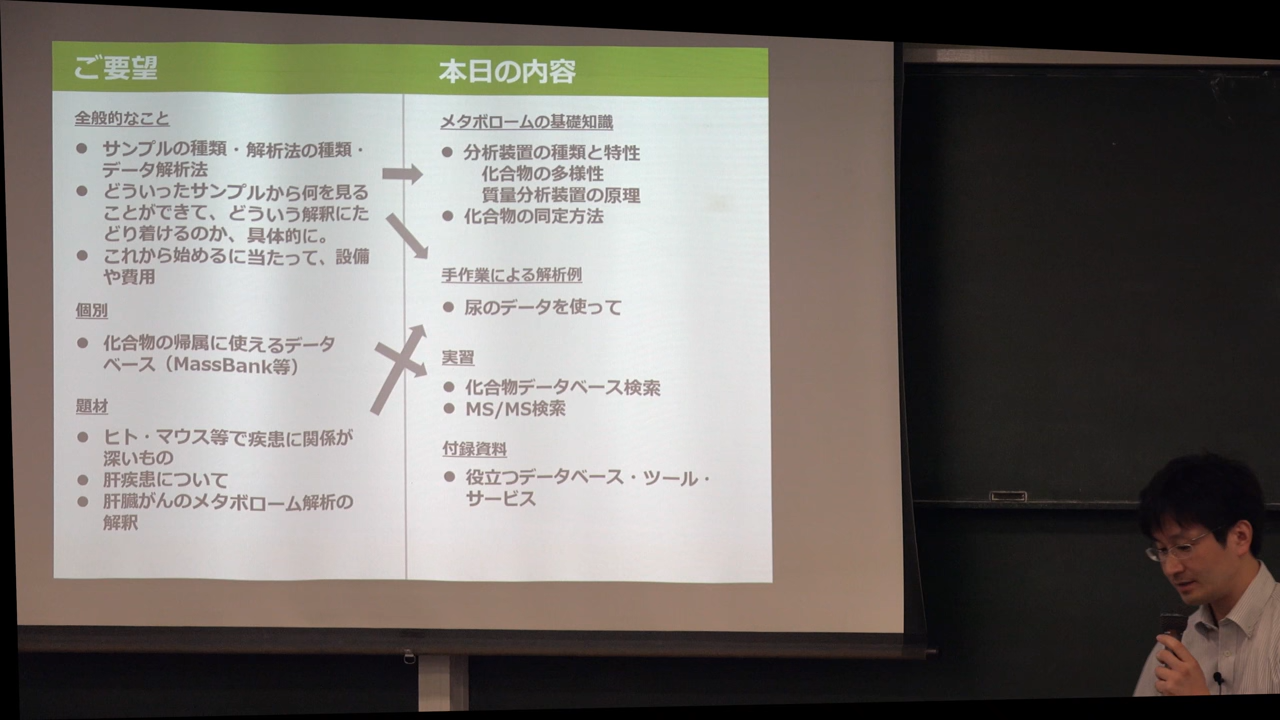 ご要望
全般的なこと
● サンプルの種類・解析法の種類・
データ解析法
● どういったサンプルから何を見る
ことができて、どういう解釈にた
どり着けるのか、具体的に。
● これから始めるに当たって、設備
や費用
個別
● 化合物の帰属に使えるデータ
ベース（MassBank等）
題材
● ヒト・マウス等で疾患に関係が
深いもの
● 肝疾患について
● 肝臓がんのメタボローム解析の
解釈
本日の内容
メタボロームの基礎知識
● 分析装置の種類と特性
化合物の多様性
質量分析装置の原理
● 化合物の同定方法
手作業による解析例
● 尿のデータを使って
実習
● 化合物データベース検索
● MS/MS検索
付録資料
● 役立つデータベース・ツール・
サービス